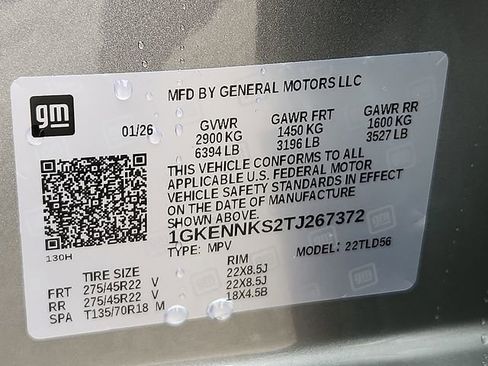 gm
MFD BY GENERAL MOTORS LLC
01/26 GVWR GAWR FRT GAWR RR
2900 KG 1450 KG 1600 KG
6394 LB 3196 LB 3527 LB
THIS VEHICLE CONFORMS TO ALL
APPLICABLE U.S. FEDERAL MOTOR
VEHICLE SAFETY STANDARDS IN EFFECT
ON THE DATE OF MANUFACTURE
SHOWN ABOVE.
1GKENNKS2TJ267372
130H TYPE: MPV MODEL: 22TLD56
TIRE SIZE RIM
FRT 275/45R22 V 22X8.5J
RR 275/45R22 V 22X8.5J
SPA T135/70R18 M 18X4.5B